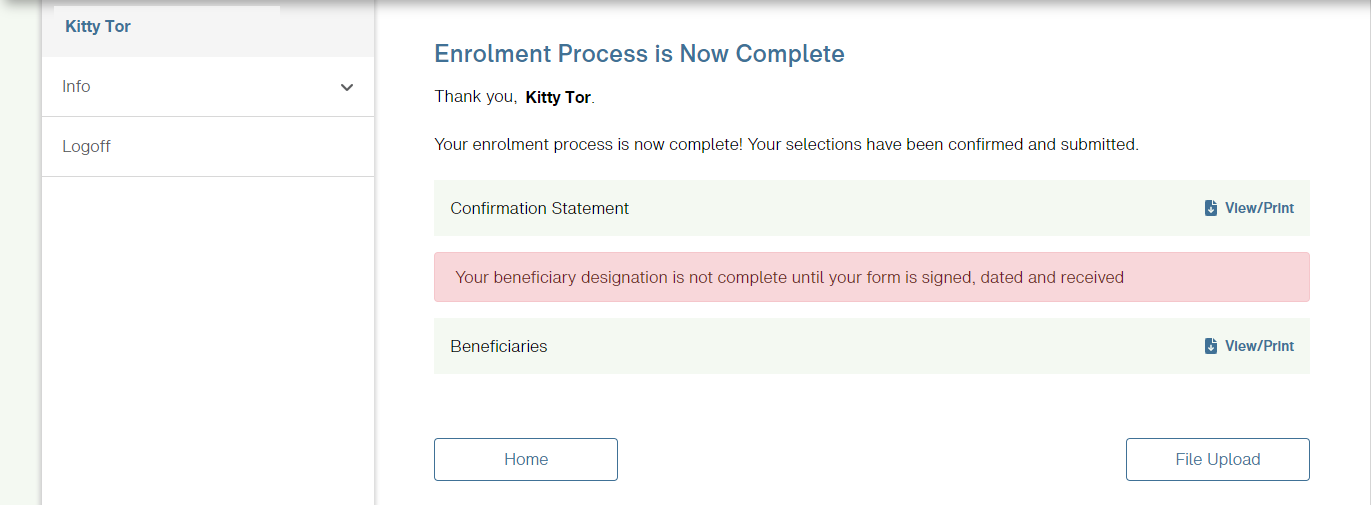 Kitty Tor
Info
Logoff
Enrolment Process is Now Complete
Thank you, Kitty Tor.
Your enrolment process is now complete! Your selections have been confirmed and submitted.
Confirmation Statement View/Print
Your beneficiary designation is not complete until your form is signed, dated and received
Beneficiaries View/Print
Home File Upload